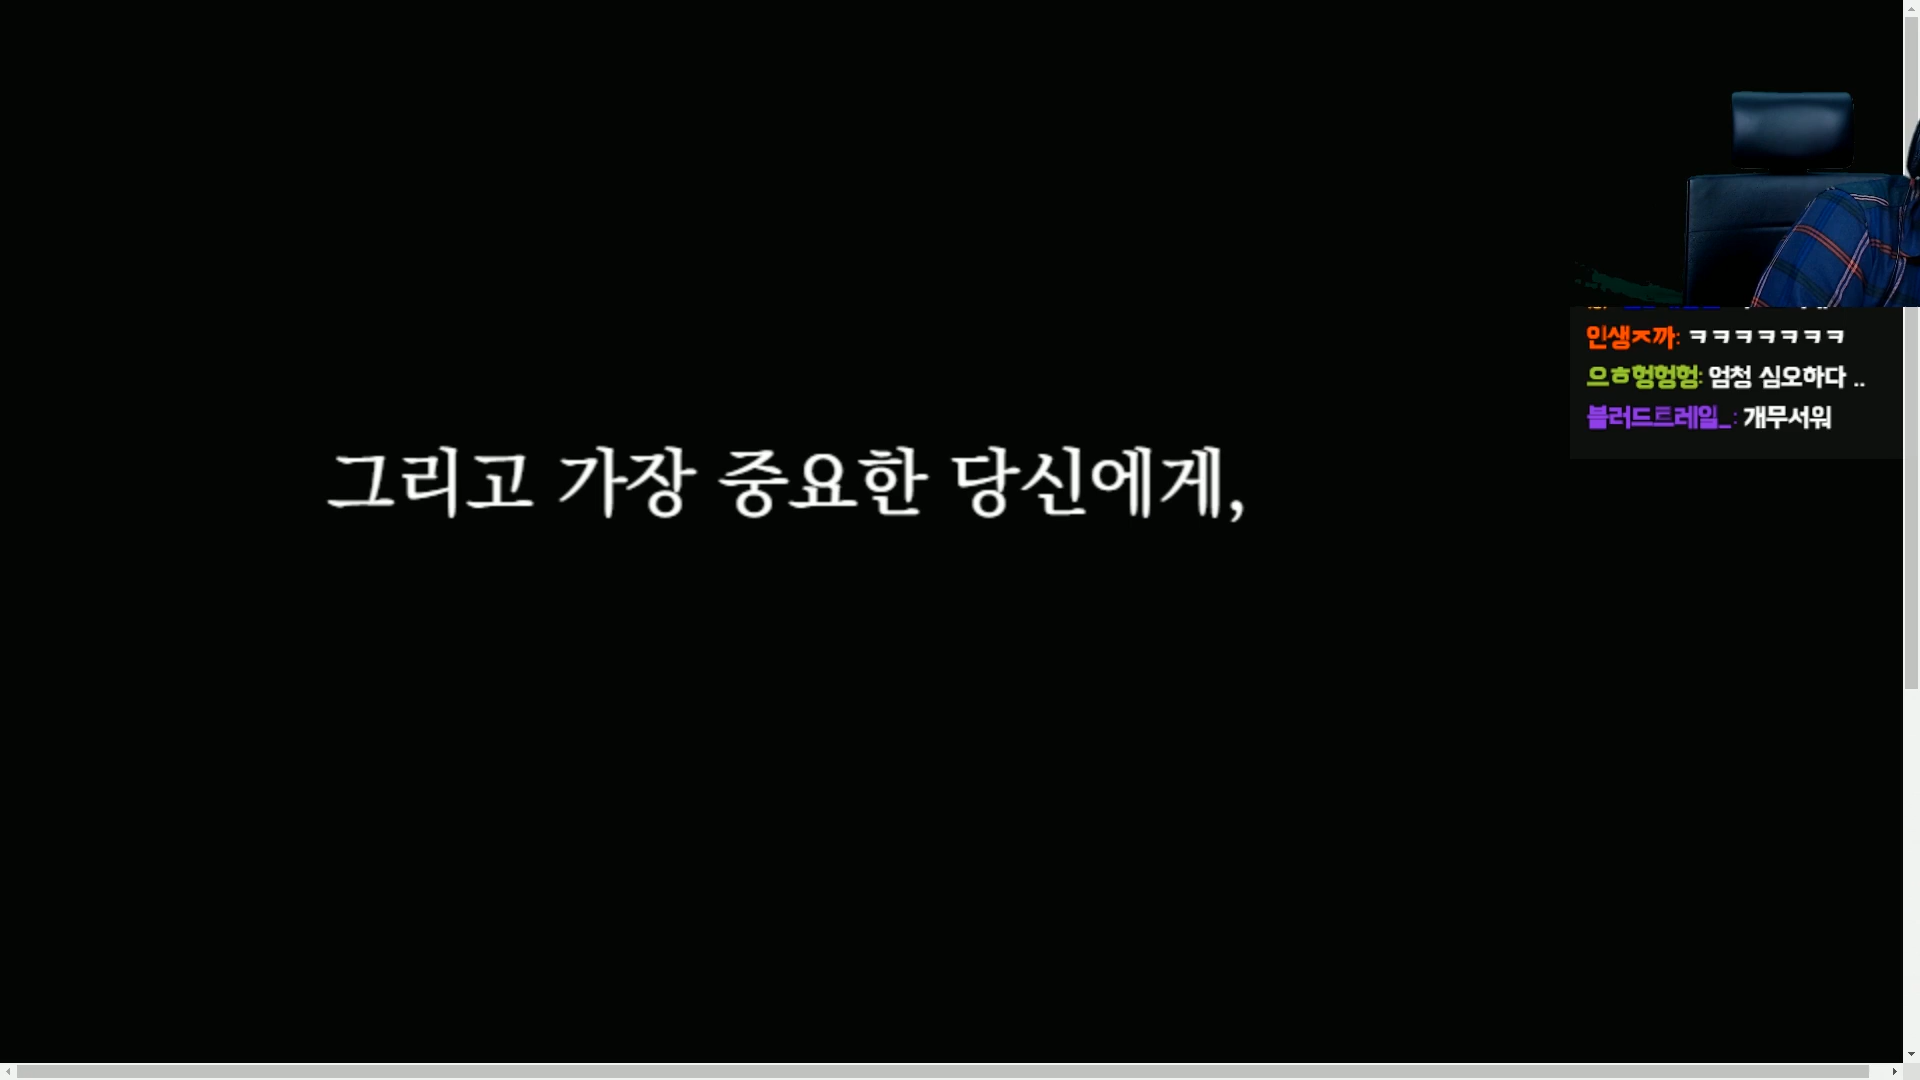 그리고 가장 중요한 당신에게,
인생ㅈ까: ㅋㅋㅋㅋㅋㅋㅋ
으ㅎ헝헝헝: 엄청 심오하다 ..
블러드트레일_: 개무서워